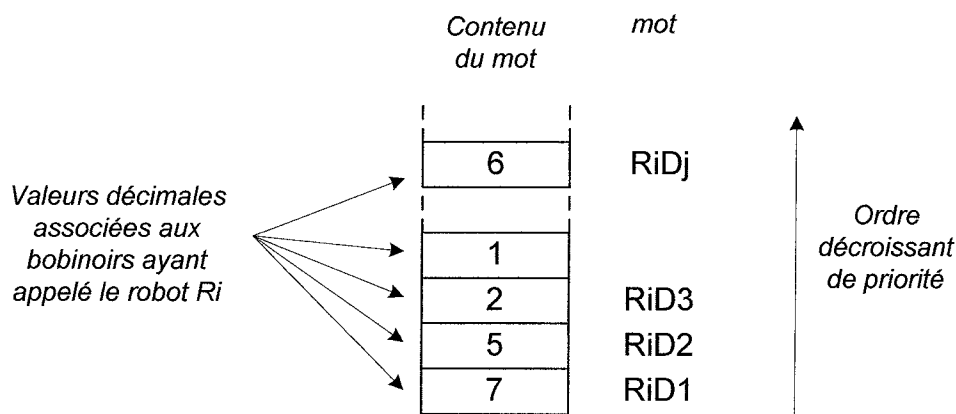 Contenu
du mot
mot
6
RiDj
Valeurs décimales
associées aux
bobinoirs ayant
appelé le robot Ri
1
2
RiD3
5
RiD2
7
RiD1
Ordre
décroissant
de priorité